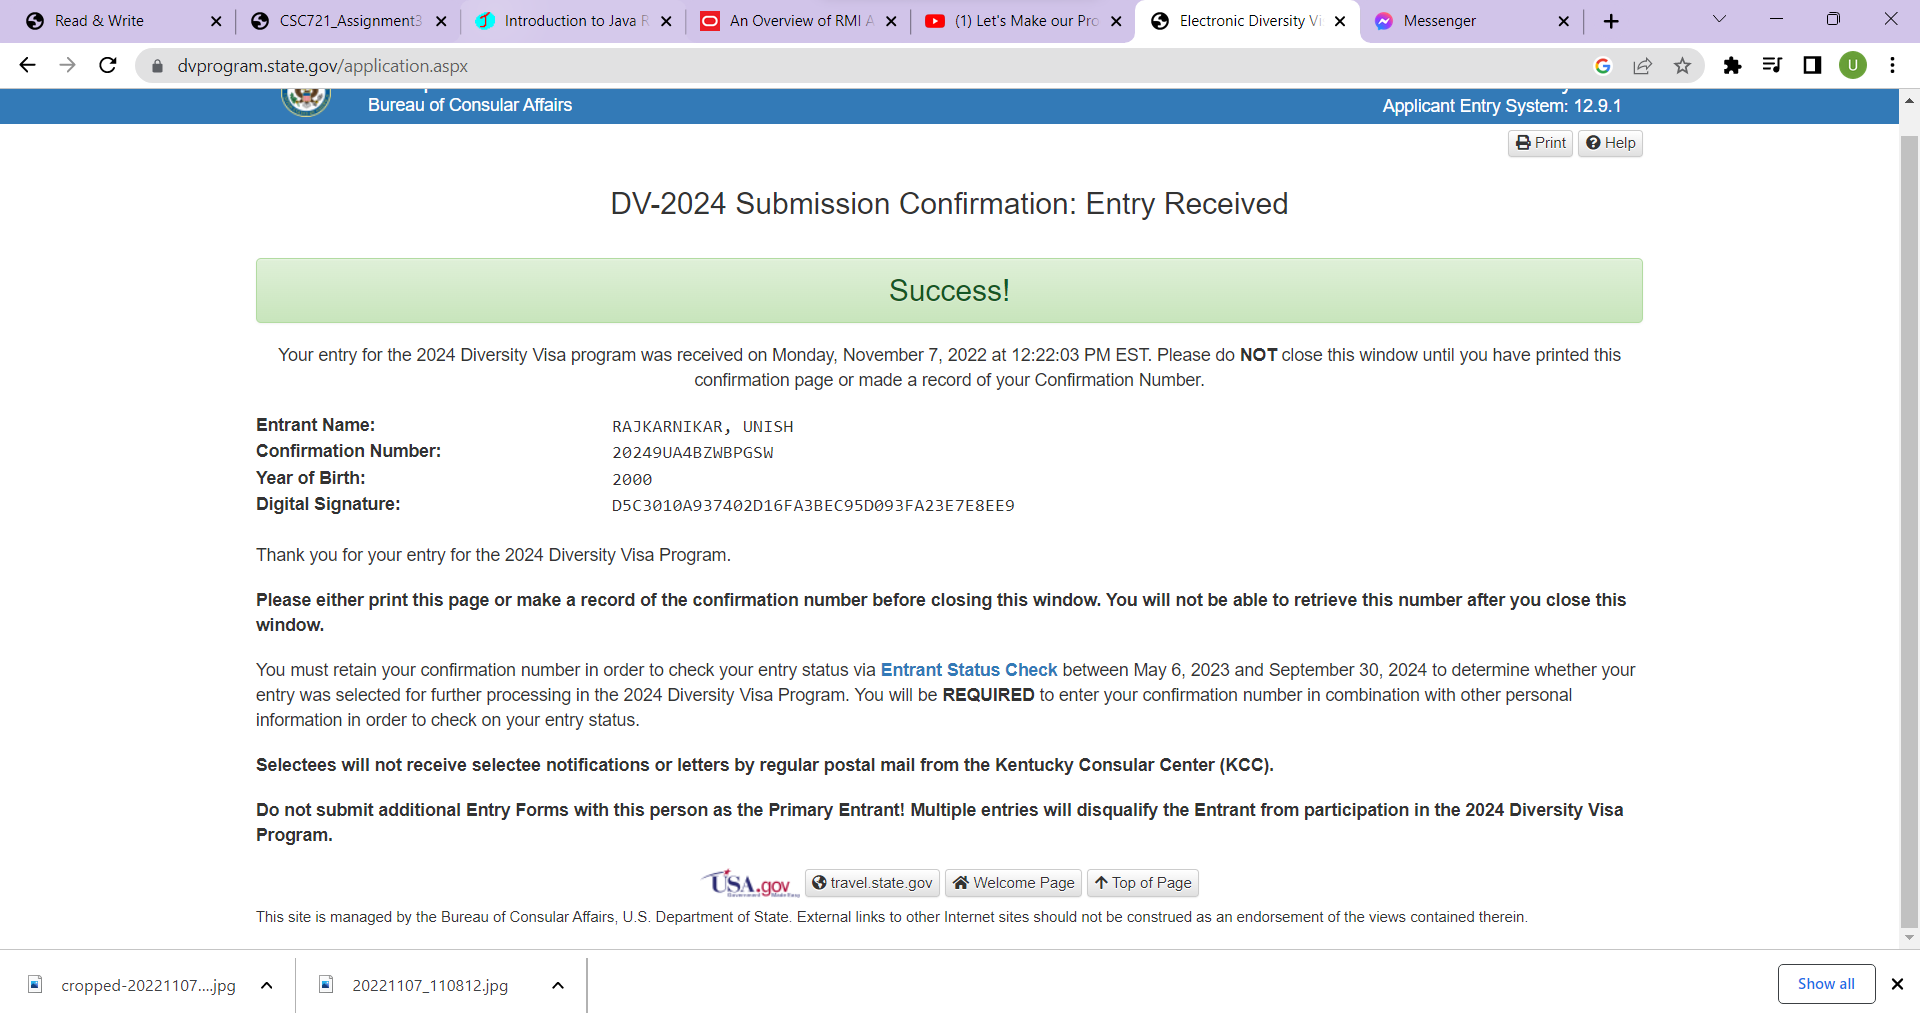 Read & Write
CSC721_Assignment3
Introduction to Java R
An Overview of RMI A
(1) Let's Make our Pro
Electronic Diversity Vi
Messenger
dvprogram.state.gov/application.aspx
U
Bureau of Consular Affairs
Applicant Entry System: 12.9.1
Print
Help
DV-2024 Submission Confirmation: Entry Received
Success!
Your entry for the 2024 Diversity Visa program was received on Monday, November 7, 2022 at 12:22:03 PM EST. Please do NOT close this window until you have printed this
confirmation page or made a record of your Confirmation Number.
Entrant Name: RAJKARNIKAR, UNISH
Confirmation Number: 20249UA4BZWBPGSW
Year of Birth: 2000
Digital Signature: D5C3010A937402D16FA3BEC95D093FA23E7E8EE9
Thank you for your entry for the 2024 Diversity Visa Program.
Please either print this page or make a record of the confirmation number before closing this window. You will not be able to retrieve this number after you close this
window.
You must retain your confirmation number in order to check your entry status via Entrant Status Check between May 6, 2023 and September 30, 2024 to determine whether your
entry was selected for further processing in the 2024 Diversity Visa Program. You will be REQUIRED to enter your confirmation number in combination with other personal
information in order to check on your entry status.
Selectees will not receive selectee notifications or letters by regular postal mail from the Kentucky Consular Center (KCC).
Do not submit additional Entry Forms with this person as the Primary Entrant! Multiple entries will disqualify the Entrant from participation in the 2024 Diversity Visa
Program.
USA.gov
travel.state.gov
Welcome Page
Top of Page
This site is managed by the Bureau of Consular Affairs, U.S. Department of State. External links to other Internet sites should not be construed as an endorsement of the views contained therein.
cropped-20221107....jpg
20221107_110812.jpg
Show all